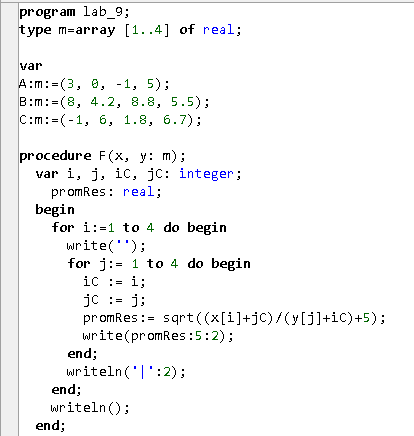 program lab_9;
type m=array [1..4] of real;
var
A:m:=(3, 0, -1, 5);
B:m:=(8, 4.2, 8.8, 5.5);
C:m:=(-1, 6, 1.8, 6.7);
procedure F(x, y: m);
var i, j, iC, jC: integer;
promRes: real;
begin
for i:=1 to 4 do begin
write('');
for j:= 1 to 4 do begin
iC := i;
jC := j;
promRes:= sqrt((x[i]+jC)/(y[j]+iC)+5);
write(promRes:5:2);
end;
writeln('|':2);
end;
writeln();
end;